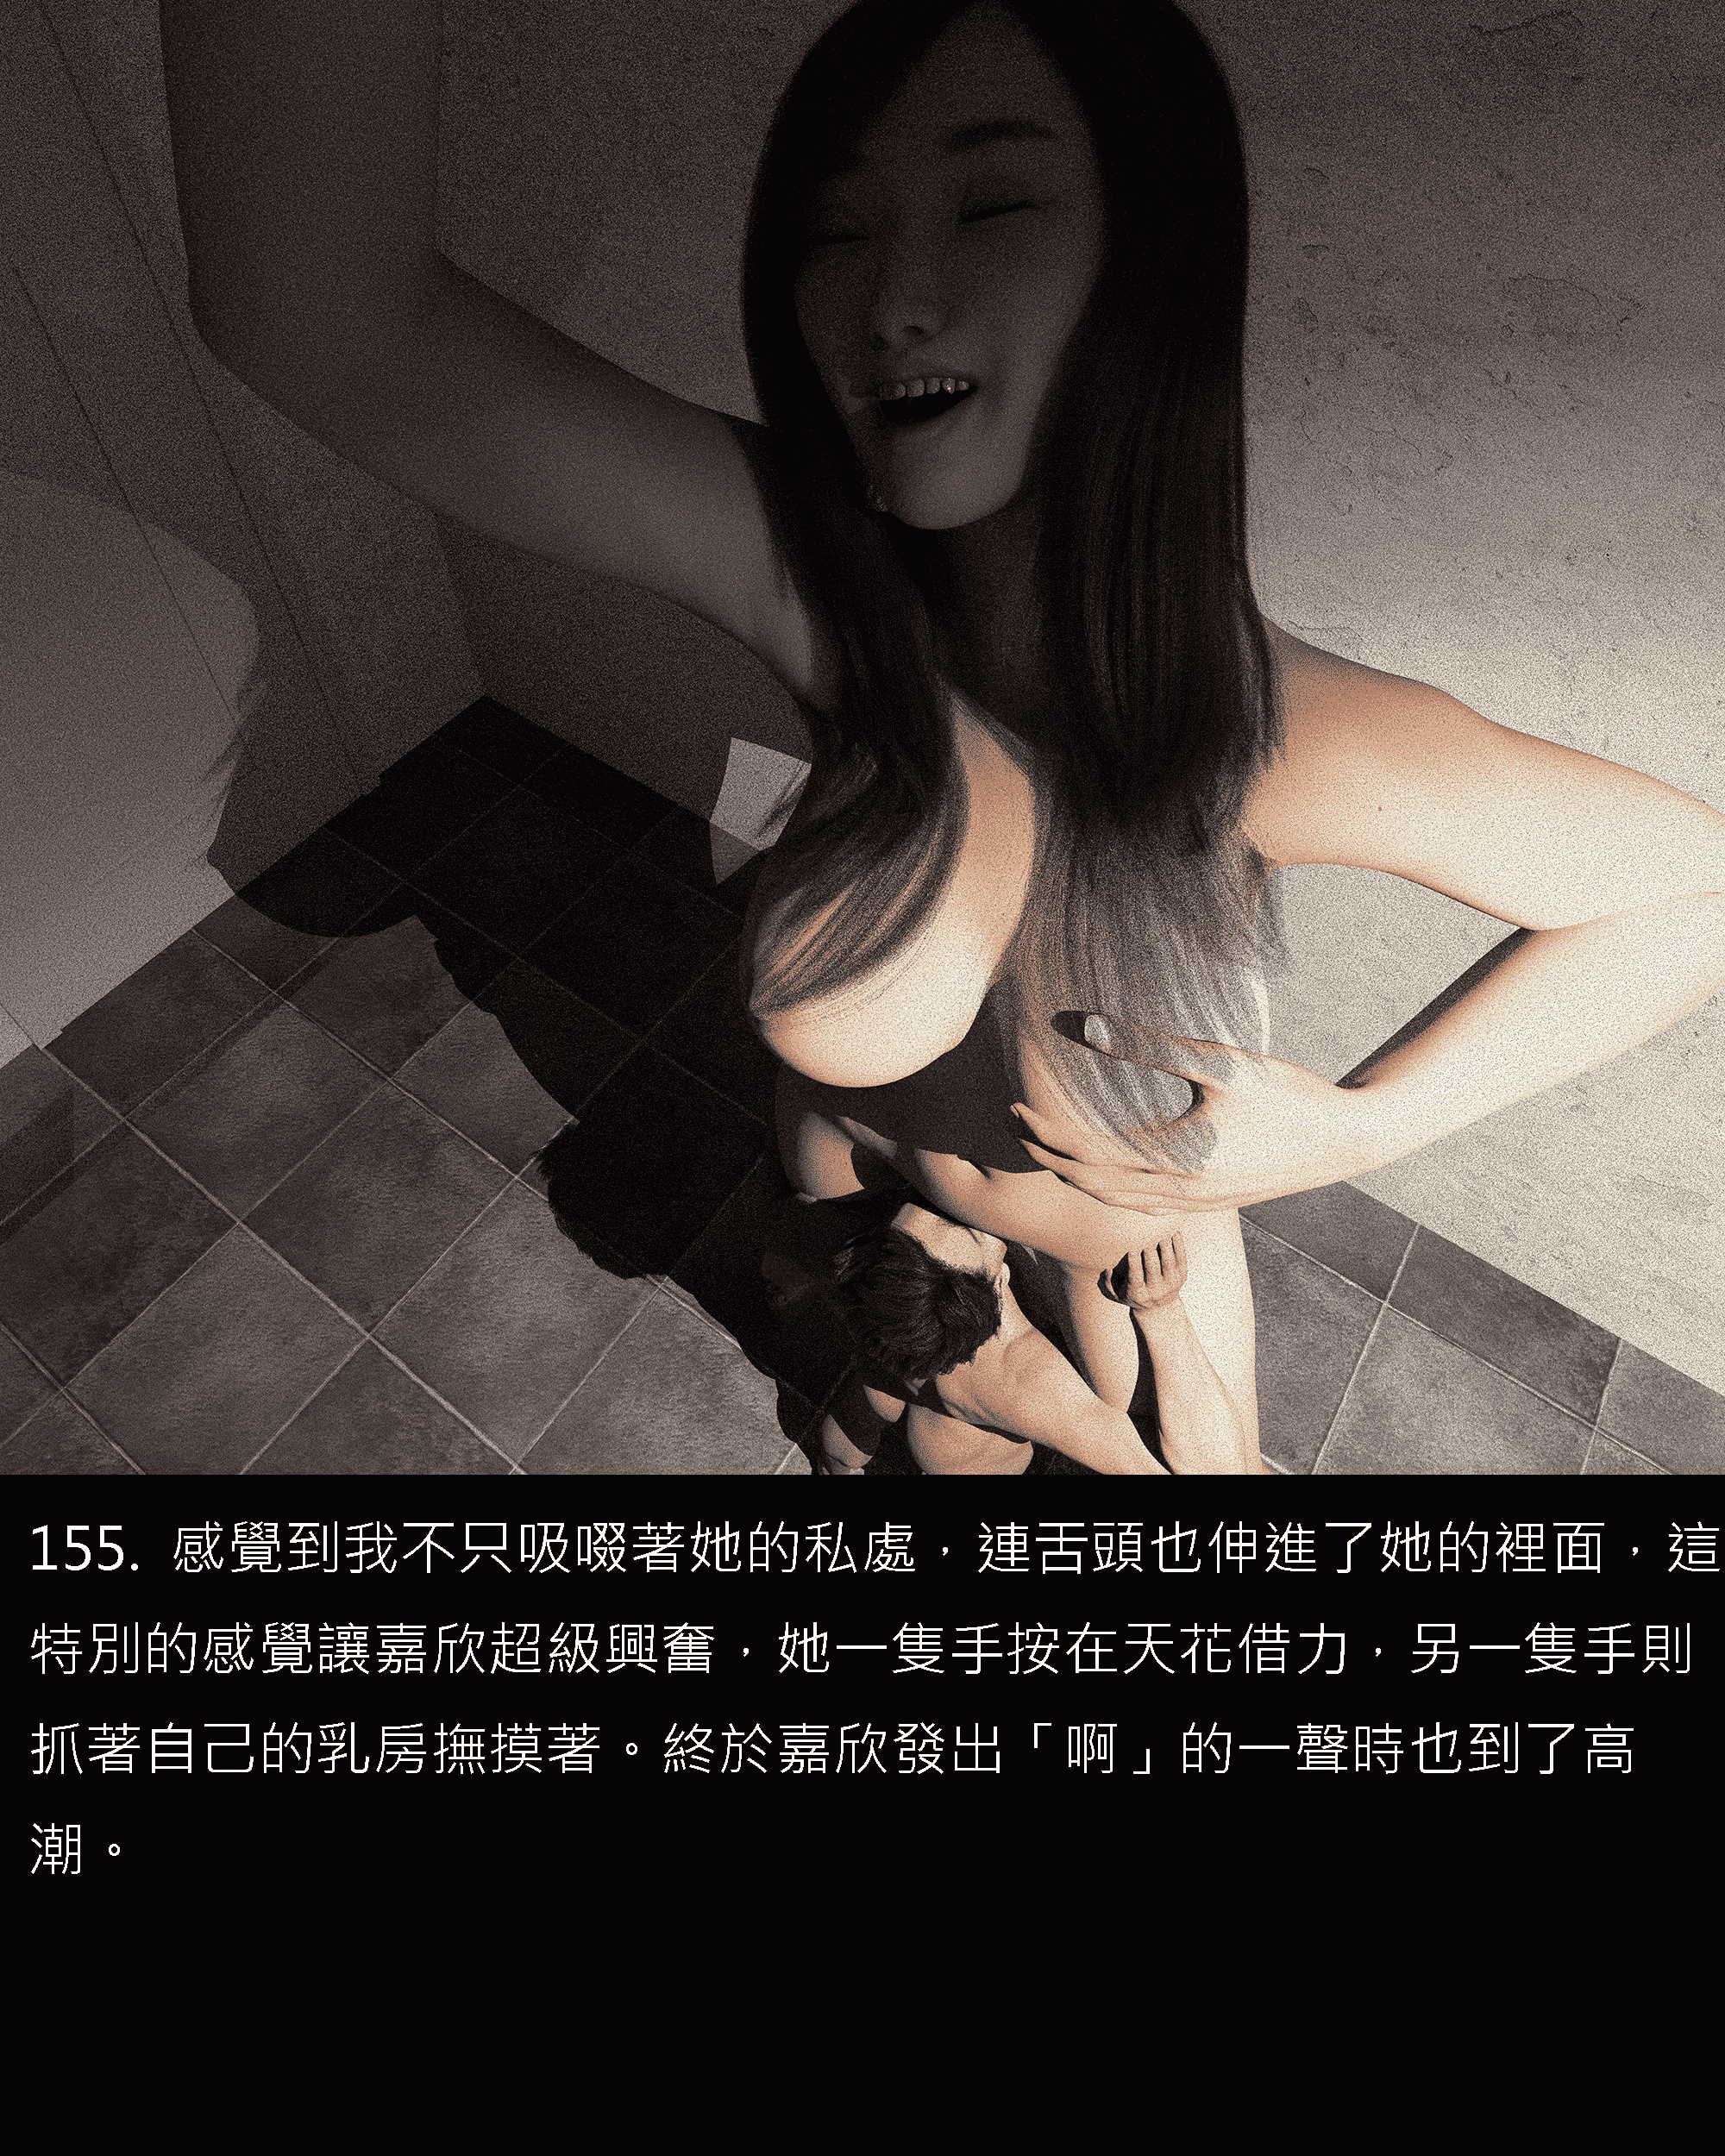 155. 感覺到我不只吸啜著她的私處，連舌頭也伸進了她的裡面，這
特別的感覺讓嘉欣超級興奮，她一隻手按在天花借力，另一隻手則
抓著自己的乳房撫摸著。終於嘉欣發出「啊」的一聲時也到了高
潮。